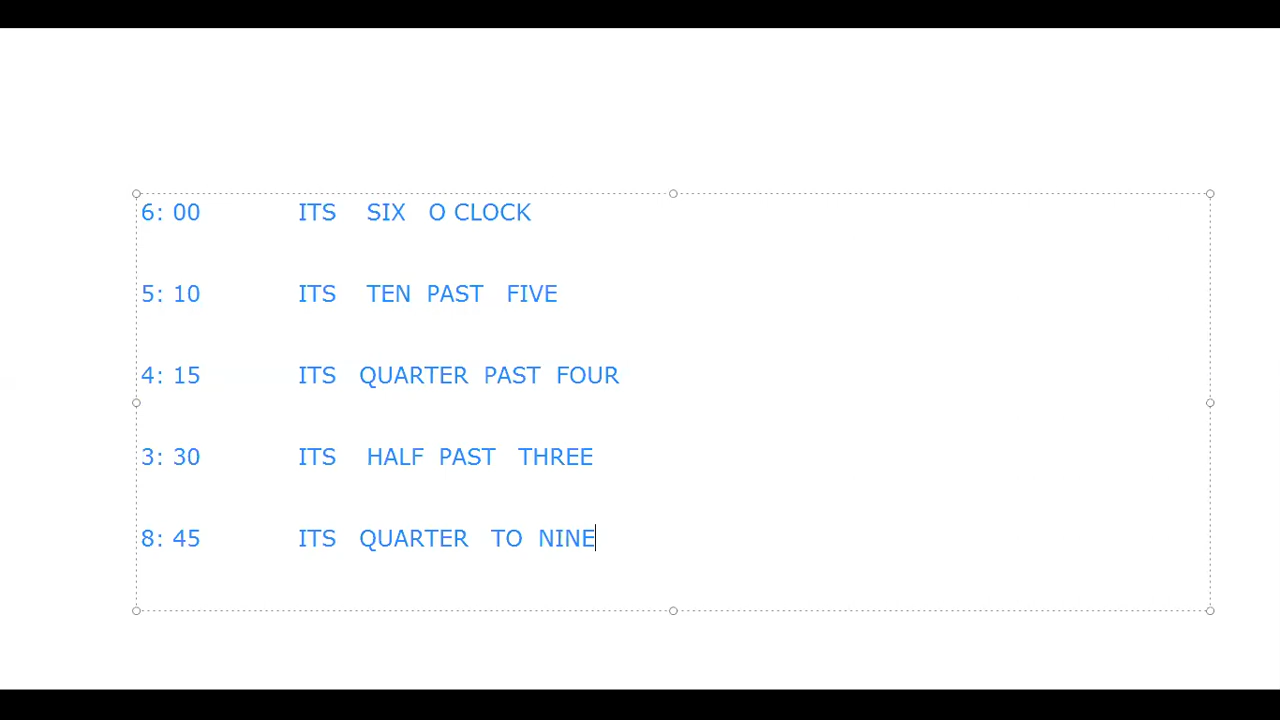 6: 00 ITS SIX O CLOCK
5: 10 ITS TEN PAST FIVE
4: 15 ITS QUARTER PAST FOUR
3: 30 ITS HALF PAST THREE
8: 45 ITS QUARTER TO NINE